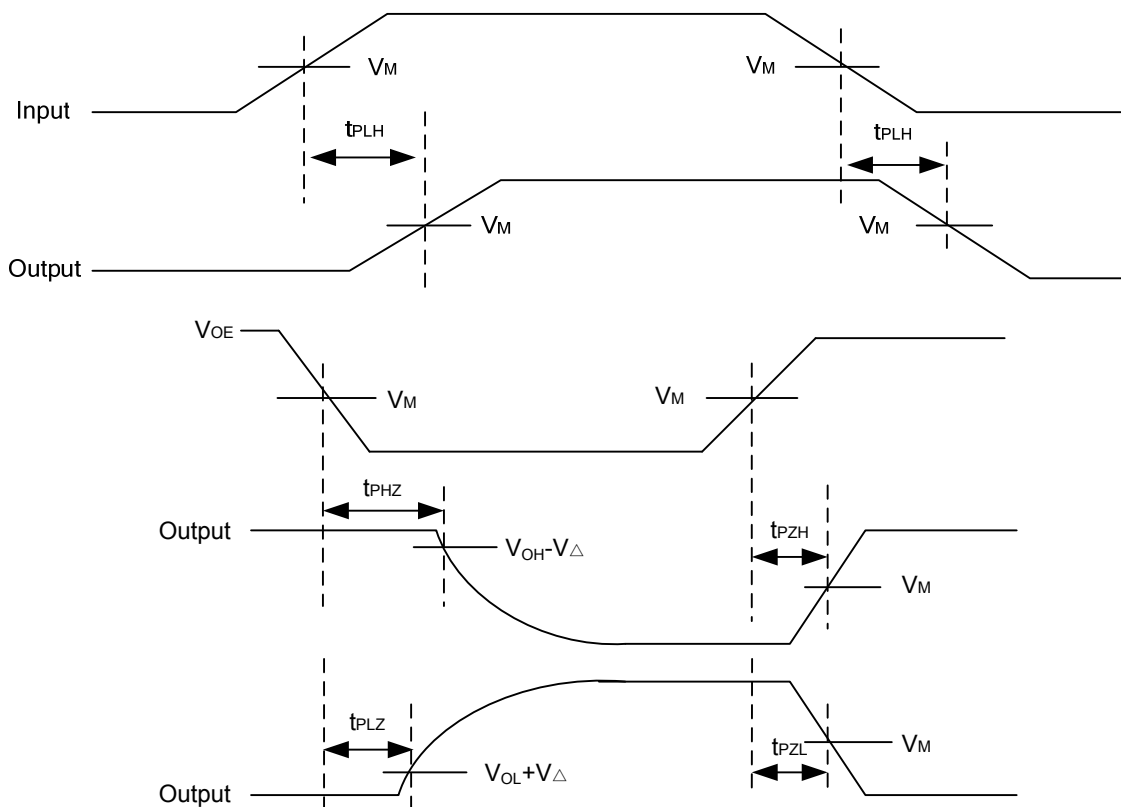 VM
VM
Input
tPLH
tPLH
VM
VM
Output
VOE
VM
VM
tPHZ
Output
tPZH
VOH-V△
VM
tPLZ
VM
tPZL
VOL+V△
Output